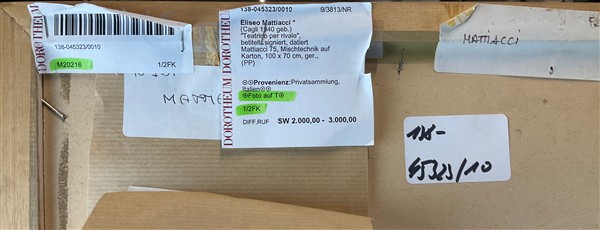 DOROTHEUM
138-045323/0010
M20216
1/2FK
DOROTHEUM DOROTHEUM
138-045323/0010
9/3813/NR
Eliseo Mattiacci *
(Cagli 1940 geb.)
"Teatrino per rivale",
betitelt, signiert, datiert
Mattiacci 75, Mischtechnik auf
Karton, 100 x 70 cm, ger.,
(PP)
⊙⊙Provenienz:Privatsammlung,
Italien⊙⊙
⊙Foto auf T⊙
1/2FK
DIFF.RUF SW 2.000,00 - 3.000,00
MATTIACCI
138-
45323/10